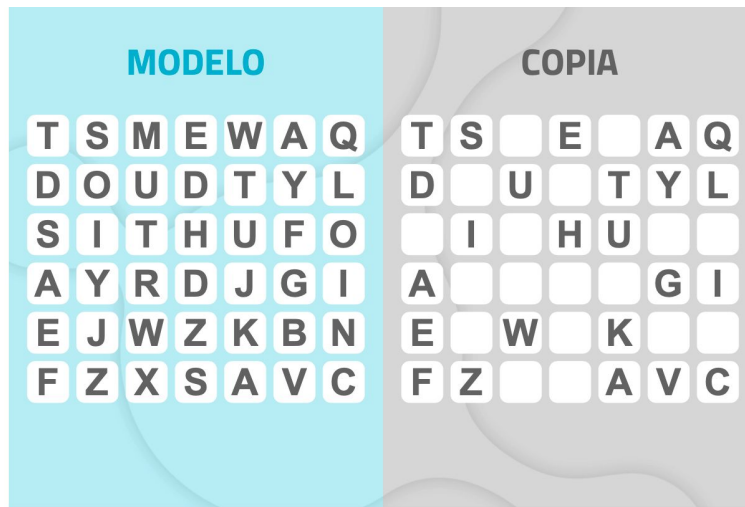 MODELO
T S M E W A Q
D O U D T Y L
S I T H U F O
A Y R D J G I
E J W Z K B N
F Z X S A V C
COPIA
T S E A Q
D U T Y L
I H U
A G I
E W K
F Z A V C